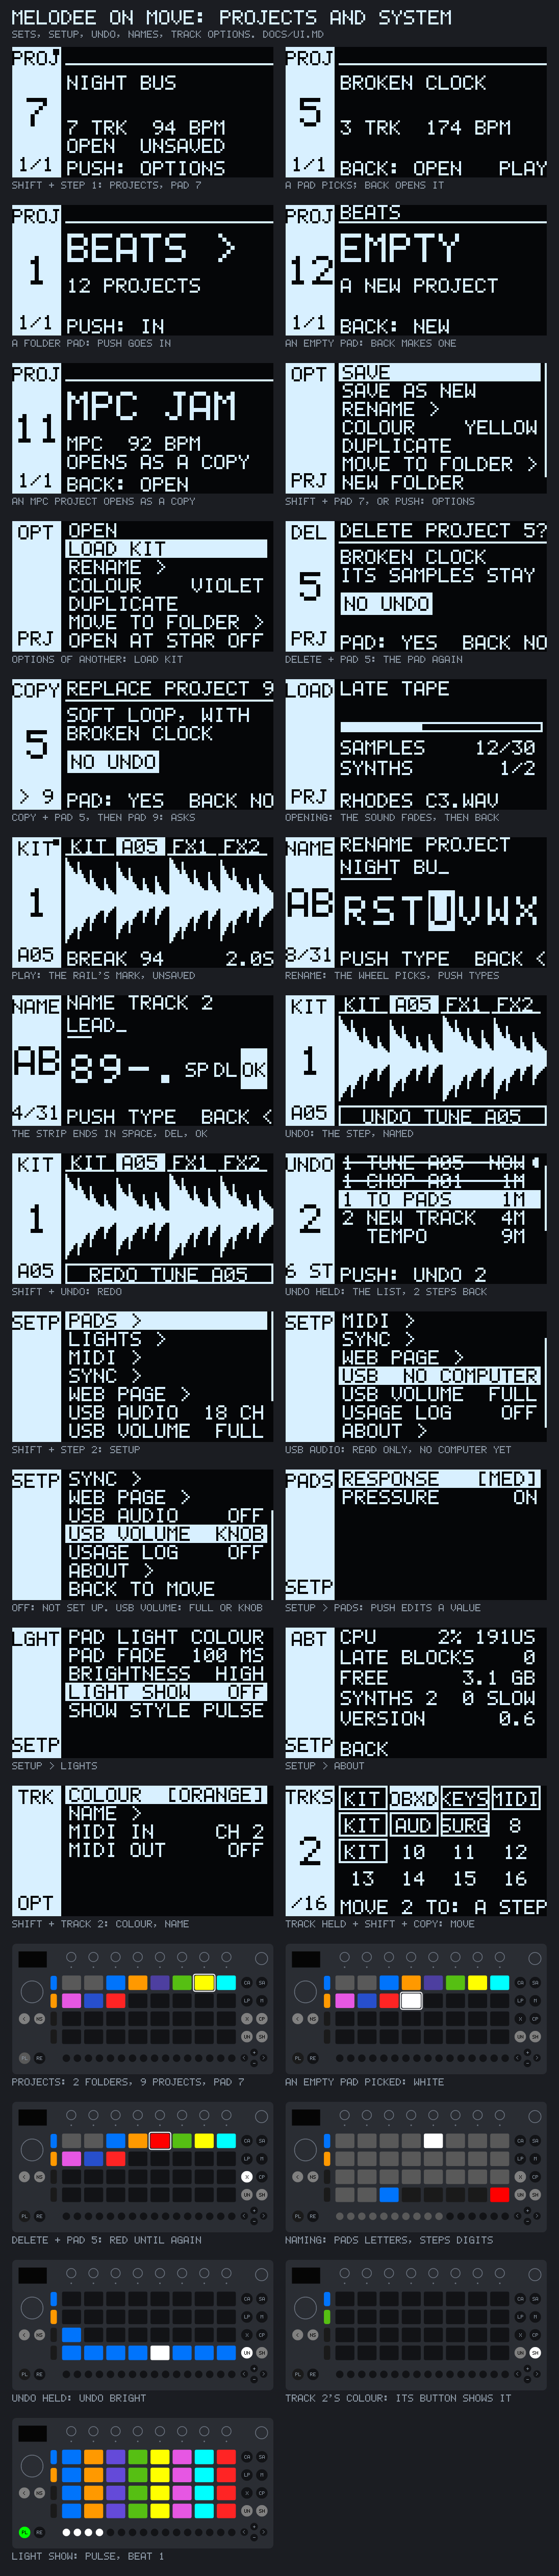 MELODEE ON MOVE: PROJECTS AND SYSTEM
SETS, SETUP, UNDO, NAMES, TRACK OPTIONS. DOCS/UI.MD
PROJ
7
1/1
NIGHT BUS
7 TRK 94 BPM
OPEN UNSAVED
PUSH: OPTIONS
SHIFT + STEP 1: PROJECTS, PAD 7
PROJ
5
1/1
BROKEN CLOCK
3 TRK 174 BPM
BACK: OPEN PLAY
A PAD PICKS: BACK OPENS IT
PROJ
1
1/1
BEATS >
12 PROJECTS
PUSH: IN
A FOLDER PAD: PUSH GOES IN
PROJ
12
1/1
BEATS
EMPTY
A NEW PROJECT
BACK: NEW
AN EMPTY PAD: BACK MAKES ONE
PROJ
11
1/1
MPC JAM
MPC 92 BPM
OPENS AS A COPY
BACK: OPEN
AN MPC PROJECT OPENS AS A COPY
OPT
PRJ
SAVE
SAVE AS NEW
RENAME >
COLOUR YELLOW
DUPLICATE
MOVE TO FOLDER >
NEW FOLDER
SHIFT + PAD 7, OR PUSH: OPTIONS
OPT
PRJ
OPEN
LOAD KIT
RENAME >
COLOUR VIOLET
DUPLICATE
MOVE TO FOLDER >
OPEN AT STAR OFF
OPTIONS OF ANOTHER: LOAD KIT
DEL
5
PRJ
DELETE PROJECT 5?
BROKEN CLOCK
ITS SAMPLES STAY
NO UNDO
PAD: YES BACK NO
DELETE + PAD 5: THE PAD AGAIN
COPY
5
> 9
REPLACE PROJECT 9
SOFT LOOP, WITH
BROKEN CLOCK
NO UNDO
PAD: YES BACK NO
COPY + PAD 5, THEN PAD 9: ASKS
LOAD
PRJ
LATE TAPE
SAMPLES 12/30
SYNTHS 1/2
RHODES C3.WAV
OPENING: THE SOUND FADES, THEN BACK
KIT
1
A05
KIT A05 FX1 FX2
BREAK 94 2.0S
PLAY: THE RAIL'S MARK, UNSAVED
NAME
AB
8/31
RENAME PROJECT
NIGHT BU_
RSTUVWX
PUSH TYPE BACK <
RENAME: THE WHEEL PICKS, PUSH TYPES
NAME
AB
4/31
NAME TRACK 2
LEAD_
89-. SP DL OK
PUSH TYPE BACK <
THE STRIP ENDS IN SPACE, DEL, OK
KIT
1
A05
KIT A05 FX1 FX2
UNDO TUNE A05
UNDO: THE STEP, NAMED
KIT
1
A05
KIT A05 FX1 FX2
REDO TUNE A05
SHIFT + UNDO: REDO
UNDO
2
6 ST
1 TUNE A05 NOW
1 CHOP A01 1M
1 TO PADS 1M
2 NEW TRACK 4M
TEMPO 9M
PUSH: UNDO 2
UNDO HELD: THE LIST, 2 STEPS BACK
SETP
PADS >
LIGHTS >
MIDI >
SYNC >
WEB PAGE >
USB AUDIO 18 CH
USB VOLUME FULL
SHIFT + STEP 2: SETUP
SETP
MIDI >
SYNC >
WEB PAGE >
USB NO COMPUTER
USB VOLUME FULL
USAGE LOG OFF
ABOUT >
USB AUDIO: READ ONLY, NO COMPUTER YET
SETP
SYNC >
WEB PAGE >
USB AUDIO OFF
USB VOLUME KNOB
USAGE LOG OFF
ABOUT >
BACK TO MOVE
OFF: NOT SET UP. USB VOLUME: FULL OR KNOB
PADS
SETP
RESPONSE [MED]
PRESSURE ON
SETUP > PADS: PUSH EDITS A VALUE
LGHT
SETP
PAD LIGHT COLOUR
PAD FADE 100 MS
BRIGHTNESS HIGH
LIGHT SHOW OFF
SHOW STYLE PULSE
SETUP > LIGHTS
ABT
SETP
CPU 2% 191US
LATE BLOCKS 0
FREE 3.1 GB
SYNTHS 2 0 SLOW
VERSION 0.6
BACK
SETUP > ABOUT
TRK
OPT
COLOUR [ORANGE]
NAME >
MIDI IN CH 2
MIDI OUT OFF
SHIFT + TRACK 2: COLOUR, NAME
TRKS
2
/16
KIT OBXD KEYS MIDI
KIT AUD SURG 8
KIT 10 11 12
13 14 15 16
MOVE 2 TO: A STEP
TRACK HELD + SHIFT + COPY: MOVE
PROJECTS: 2 FOLDERS, 9 PROJECTS, PAD 7
AN EMPTY PAD PICKED: WHITE
DELETE + PAD 5: RED UNTIL AGAIN
NAMING: PADS LETTERS, STEPS DIGITS
UNDO HELD: UNDO BRIGHT
TRACK 2'S COLOUR: ITS BUTTON SHOWS IT
LIGHT SHOW: PULSE, BEAT 1